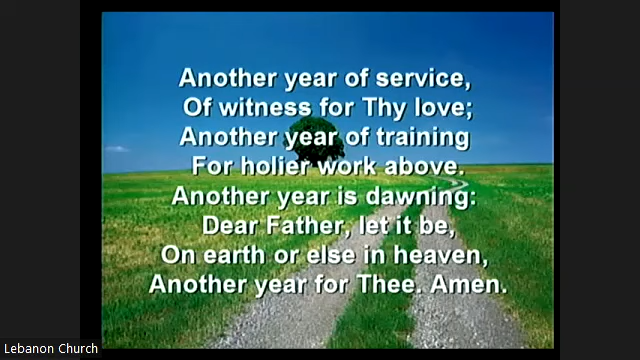 Another year of service,
Of witness for Thy love;
Another year of training
For holier work above.
Another year is dawning:
Dear Father, let it be,
On earth or else in heaven,
Another year for Thee. Amen.
Lebanon Church